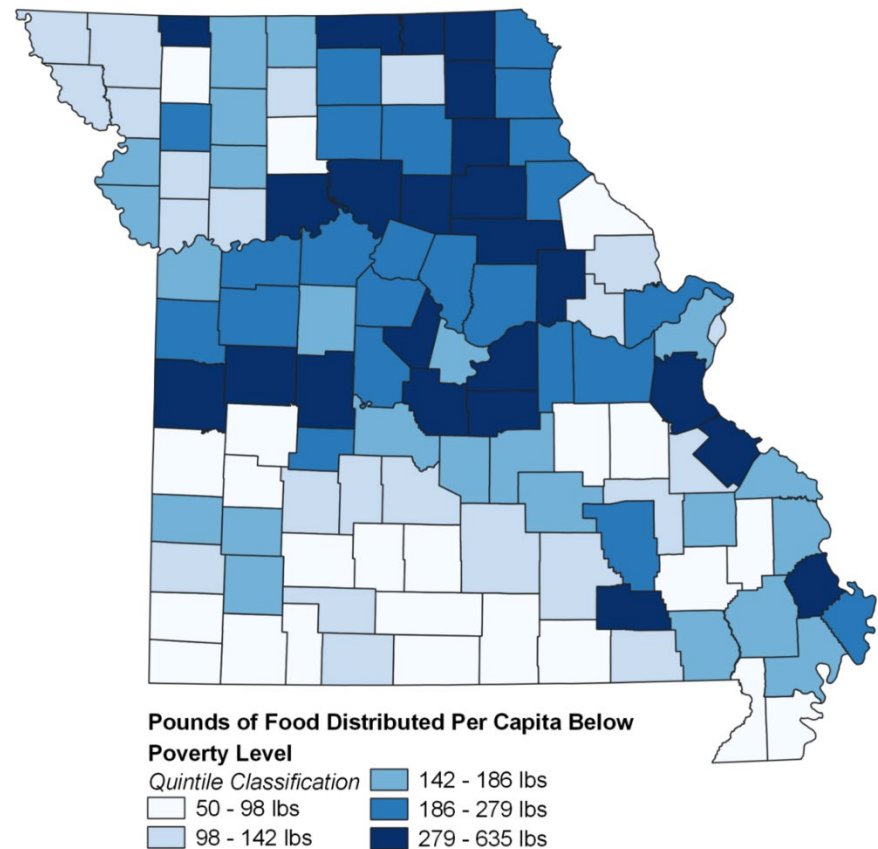 Pounds of Food Distributed Per Capita Below
Poverty Level
Quintile Classification
50 - 98 lbs
98 - 142 lbs
142 - 186 lbs
186 - 279 lbs
279 - 635 lbs